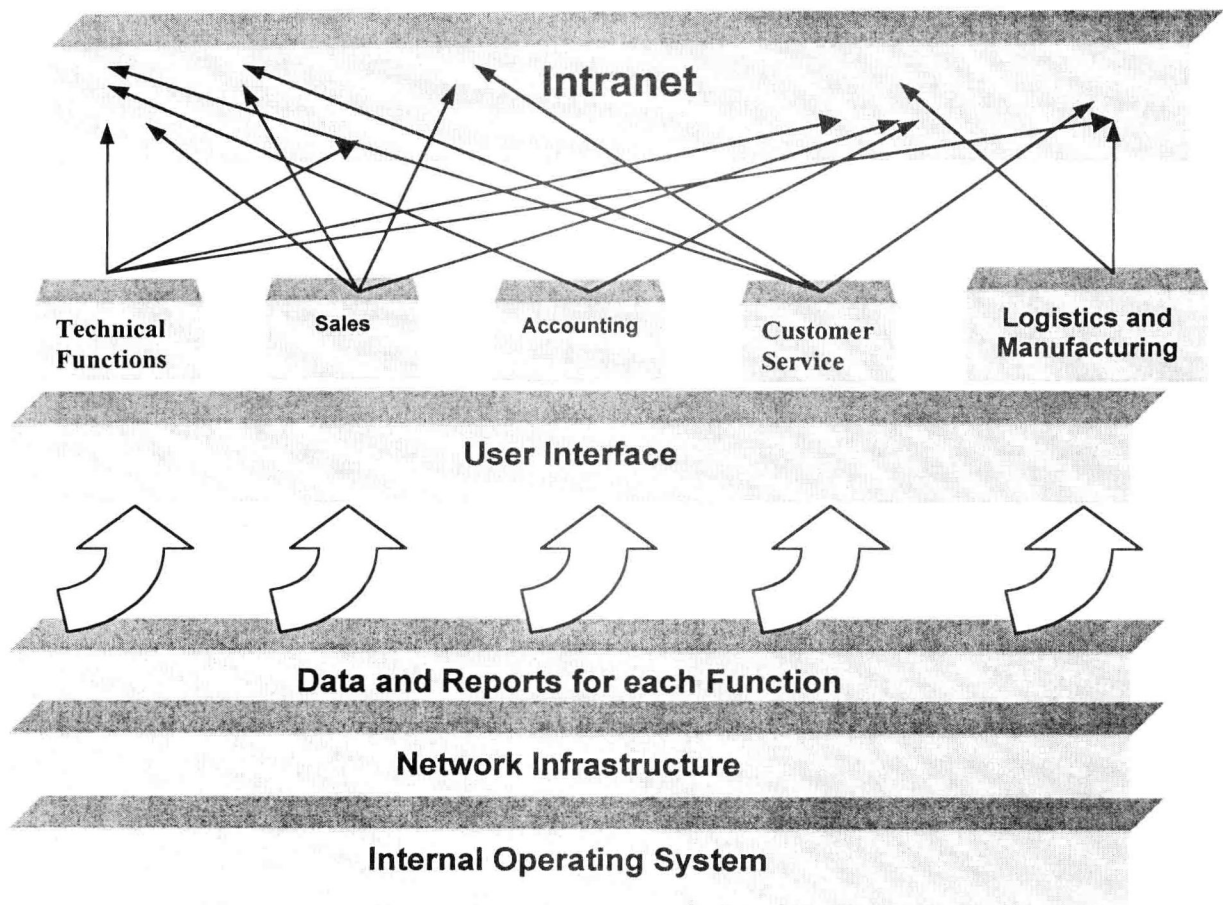 Intranet
Technical
Functions
Sales
Accounting
Customer
Service
Logistics and
Manufacturing
User Interface
Data and Reports for each Function
Network Infrastructure
Internal Operating System